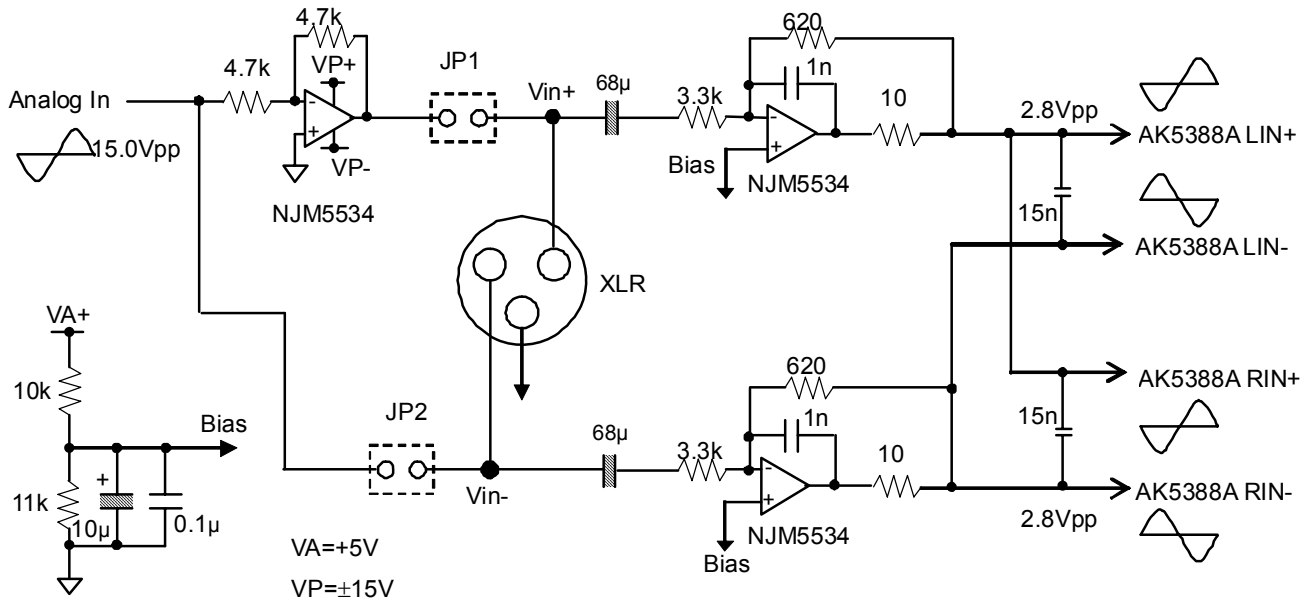 4.7k
620
4.7k
VP+
JP1
1n
Analog In
Vin+
68µ
3.3k
10
2.8Vpp
-
+
-
+
AK5388A LIN+
15.0Vpp
VP-
Bias
NJM5534
NJM5534
15n
AK5388A LIN-
XLR
VA+
620
10k
AK5388A RIN+
JP2
1n
15n
Bias
68µ
3.3k
10
-
+
+
11k
Vin-
AK5388A RIN-
10µ
0.1µ
NJM5534
2.8Vpp
Bias
VA=+5V
VP=±15V